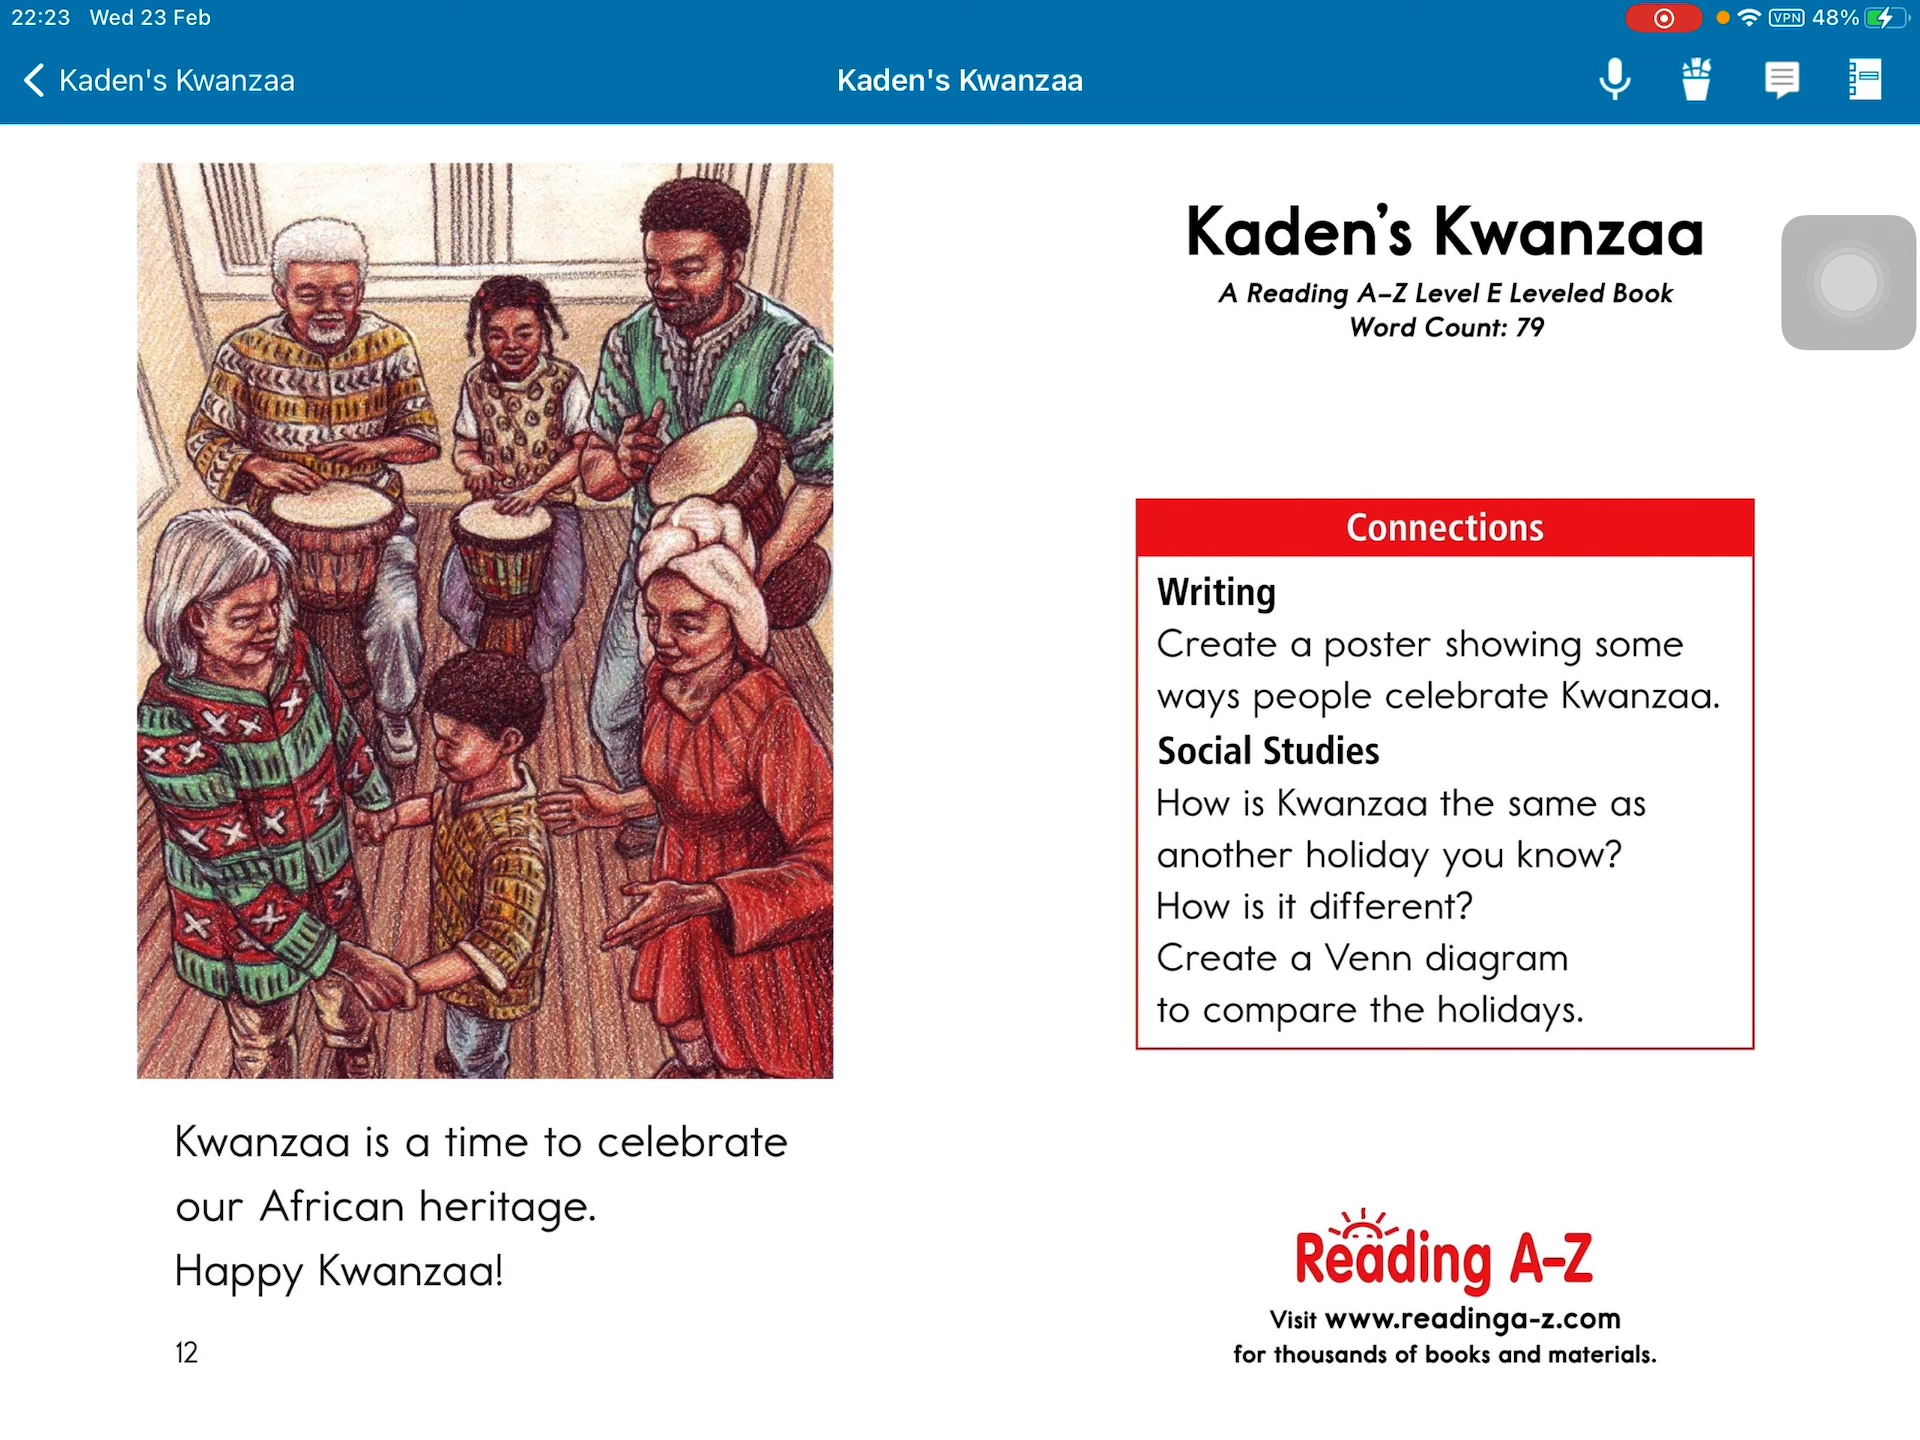 22:23 Wed 23 Feb
VPN 48%
Kaden's Kwanzaa
Kaden's Kwanzaa
Kwanzaa is a time to celebrate
our African heritage.
Happy Kwanzaa!
12
Kaden's Kwanzaa
A Reading A–Z Level E Leveled Book
Word Count: 79
Connections
Writing
Create a poster showing some
ways people celebrate Kwanzaa.
Social Studies
How is Kwanzaa the same as
another holiday you know?
How is it different?
Create a Venn diagram
to compare the holidays.
Reading A–Z
Visit www.readinga-z.com
for thousands of books and materials.